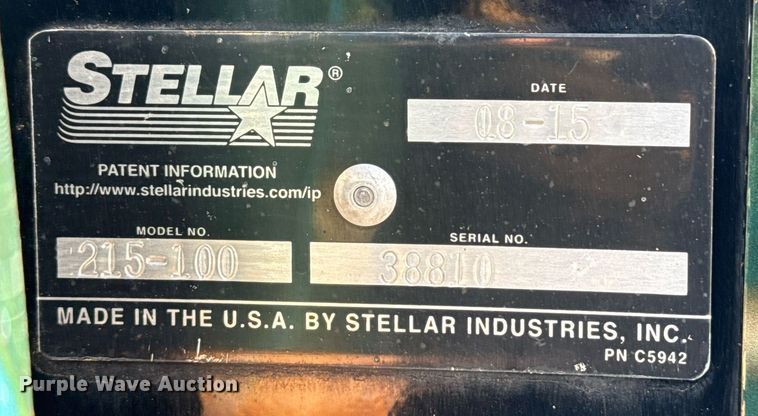 STELLAR®
PATENT INFORMATION
http://www.stellarindustries.com/ip
DATE
08-15
MODEL NO.
215-100
SERIAL NO.
38810
MADE IN THE U.S.A. BY STELLAR INDUSTRIES, INC.
PN C5942
Purple Wave Auction